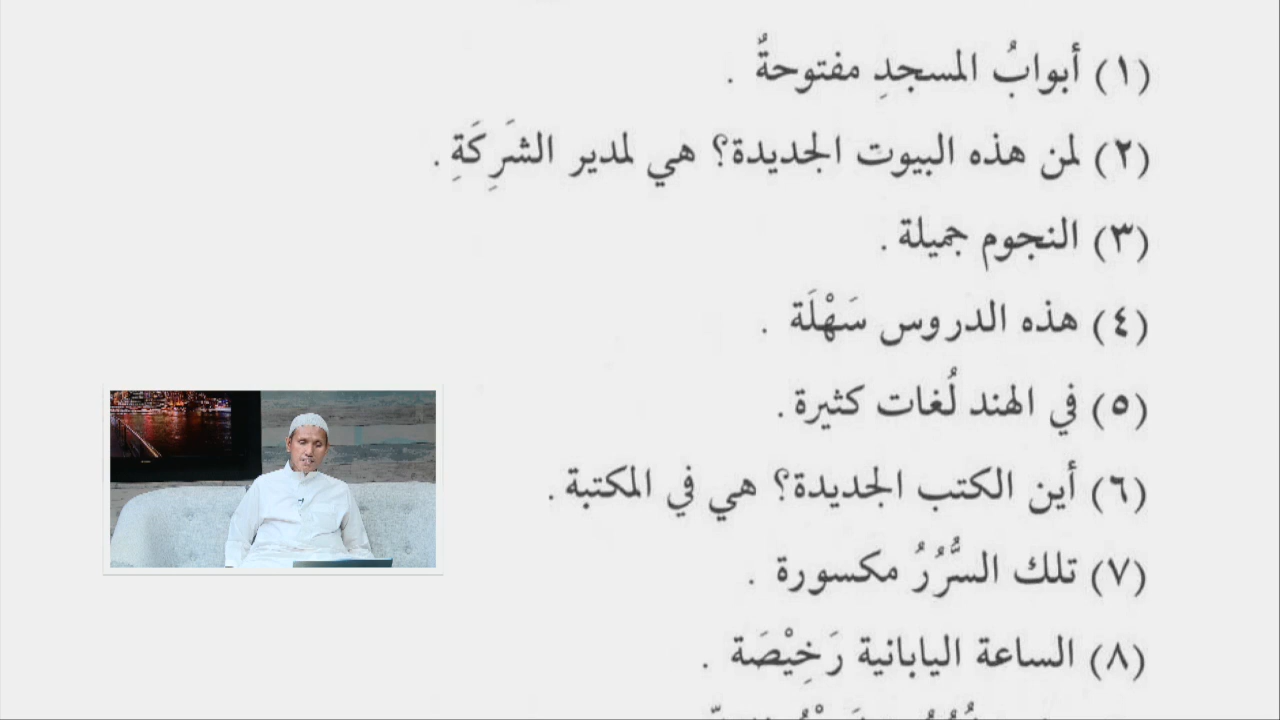 (١) أبوابُ المسجدِ مفتوحةٌ .
(٢) لمن هذه البيوت الجديدة؟ هي لمدير الشَرِكَةِ .
(٣) النجوم جميلة .
(٤) هذه الدروس سَهْلَة .
(٥) في الهند لُغات كثيرة .
(٦) أين الكتب الجديدة؟ هي في المكتبة .
(٧) تلك السُّرُرُ مكسورة .
(٨) الساعة اليابانية رَخِيْصَة .